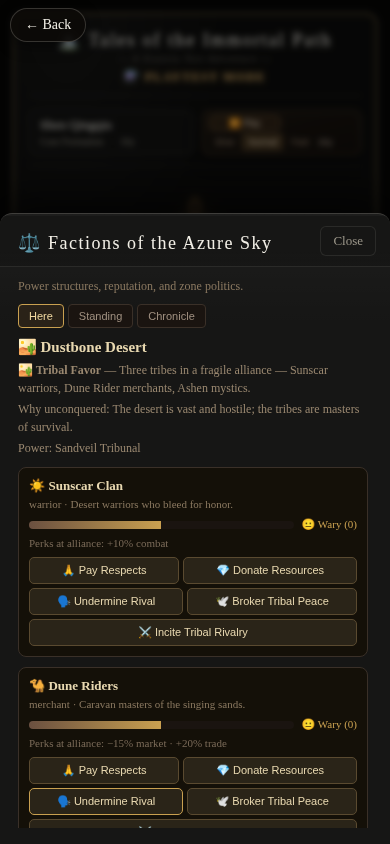 ← Back
Tales of the Immortal Path
PLAYTEST MODE
⚖️ Factions of the Azure Sky
Close
Power structures, reputation, and zone politics.
Here
Standing
Chronicle
🏜️ Dustbone Desert
🏜️ Tribal Favor — Three tribes in a fragile alliance — Sunscar
warriors, Dune Rider merchants, Ashen mystics.
Why unconquered: The desert is vast and hostile; the tribes are masters
of survival.
Power: Sandveil Tribunal
☀️ Sunscar Clan
warrior · Desert warriors who bleed for honor.
😐 Wary (0)
Perks at alliance: +10% combat
🙏 Pay Respects
💎 Donate Resources
🗣️ Undermine Rival
🕊️ Broker Tribal Peace
⚔️ Incite Tribal Rivalry
🐫 Dune Riders
merchant · Caravan masters of the singing sands.
😐 Wary (0)
Perks at alliance: −15% market · +20% trade
🙏 Pay Respects
💎 Donate Resources
🗣️ Undermine Rival
🕊️ Broker Tribal Peace